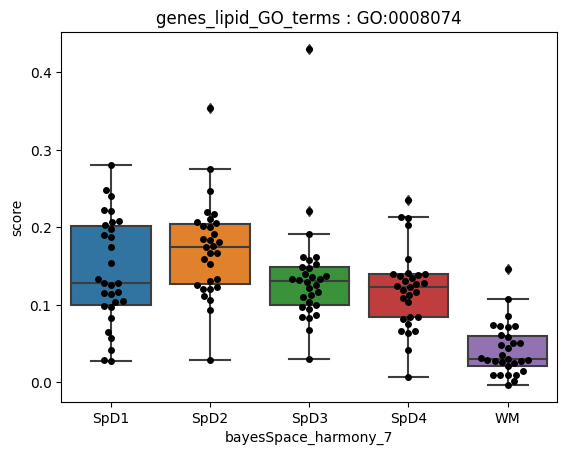 genes_lipid_GO_terms : GO:0008074
score
0.4
0.3
0.2
0.1
0.0
SpD1 SpD2 SpD3 SpD4 WM
bayesSpace_harmony_7